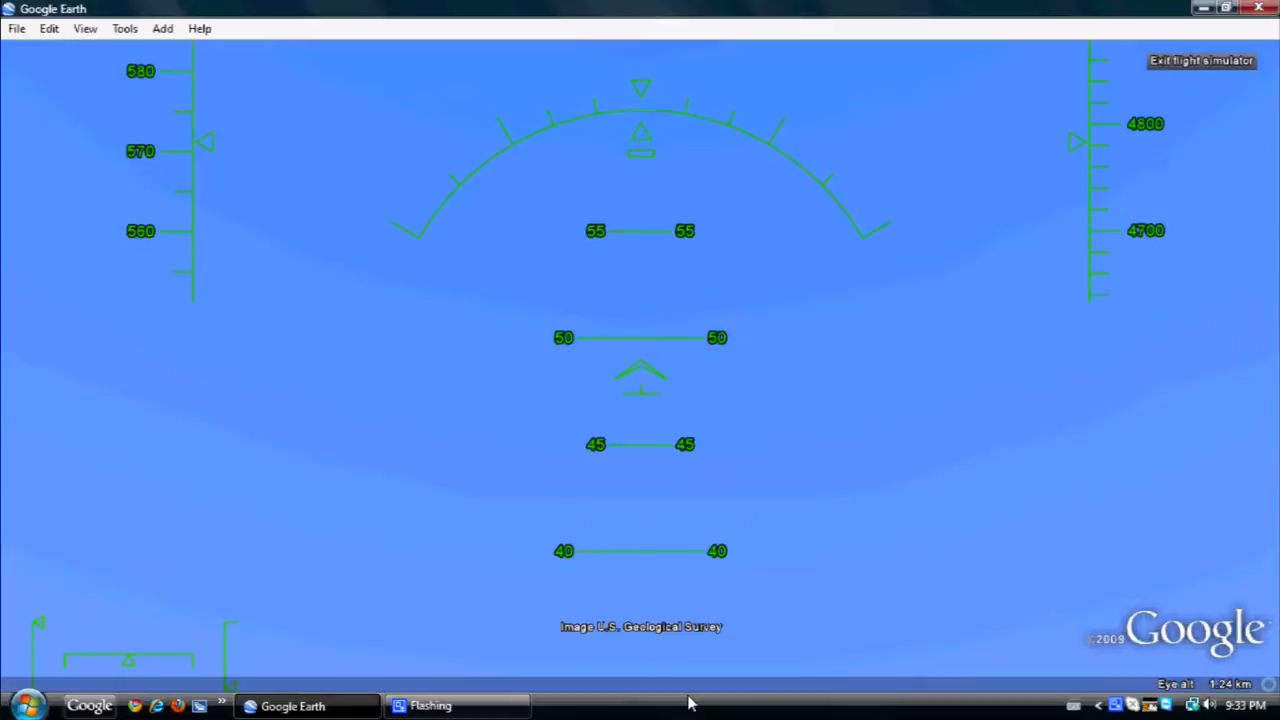 Google Earth
File Edit View Tools Add Help
Exit flight simulator
580
570
560
4800
4700
55 55
50 50
45 45
40 40
Image U.S. Geological Survey
©2009 Google
Eye alt 1.24 km
Google » Google Earth Flashing < 9:33 PM